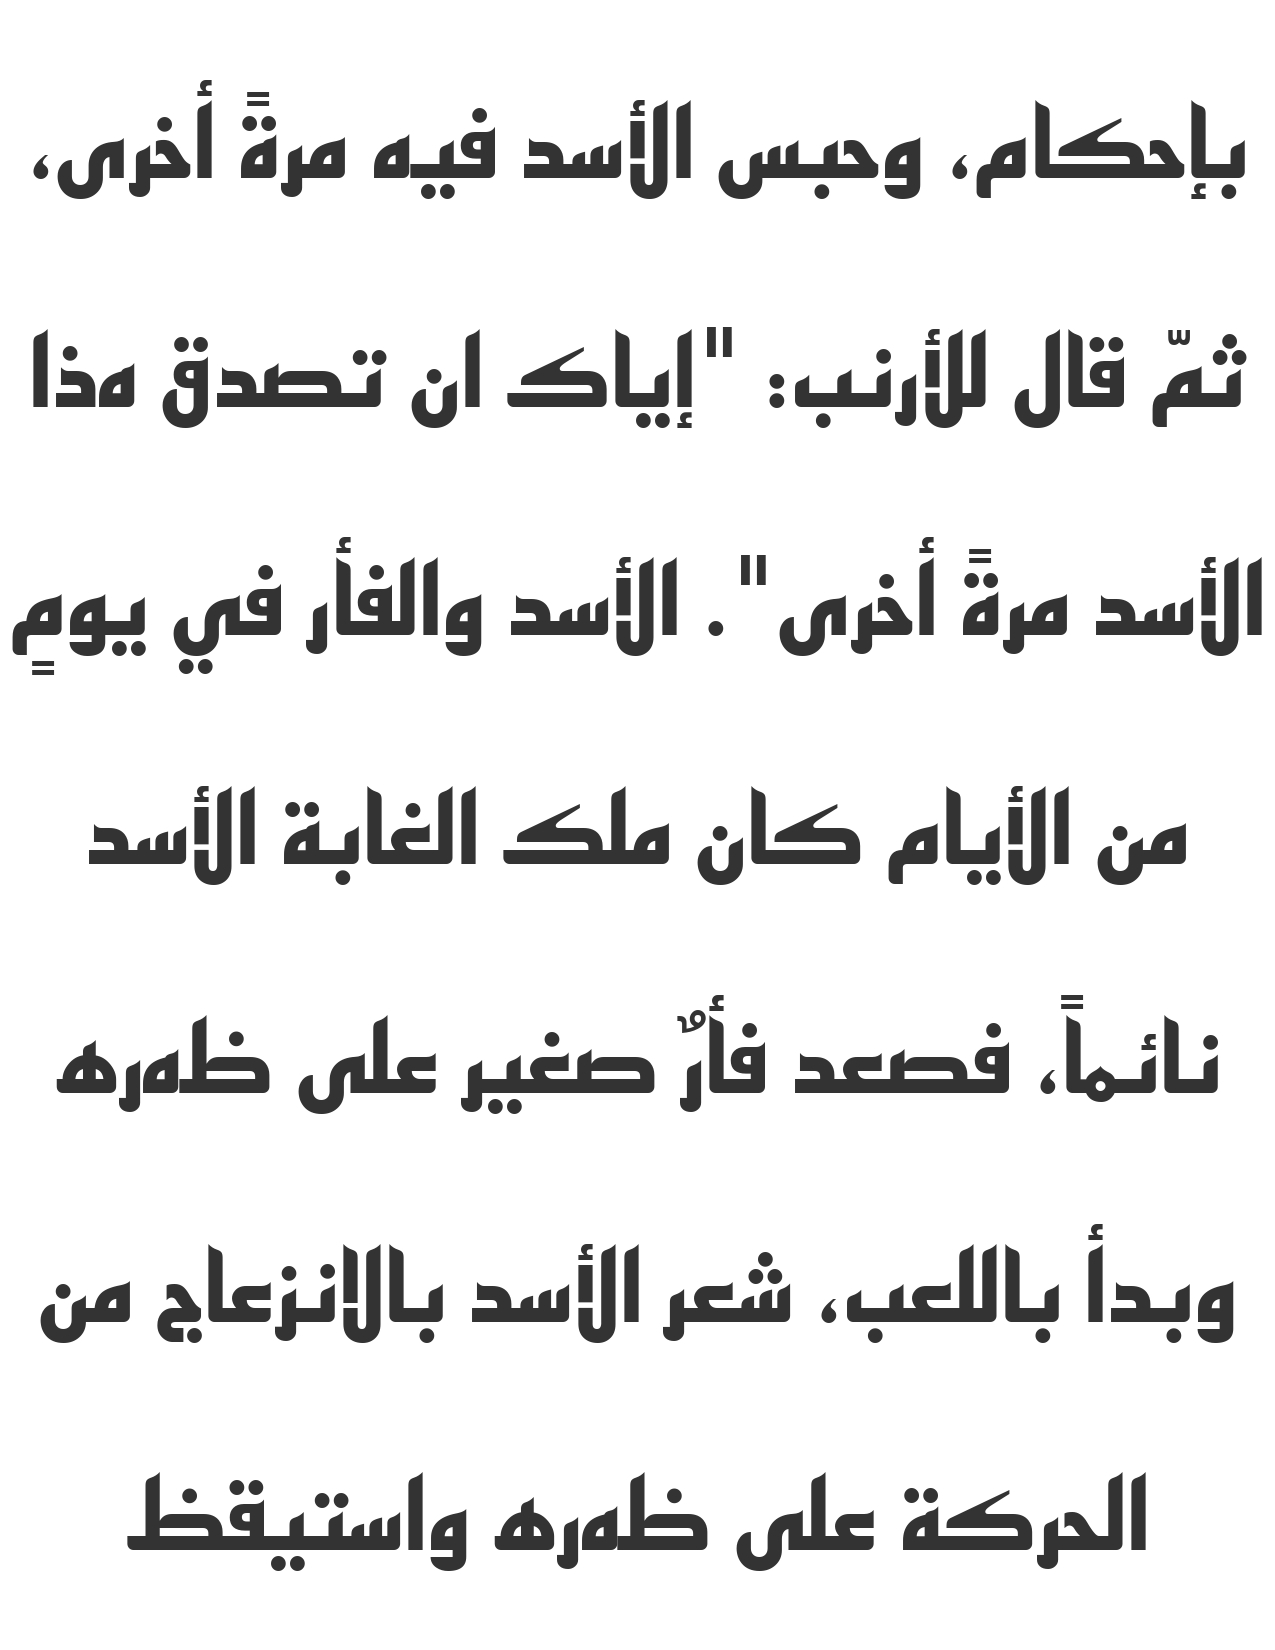 بإحكام، وحبس الأسد فيه مرةً أخرى،
ثمّ قال للأرنب: "إياك ان تصدق هذا
الأسد مرةً أخرى". الأسد والفأر في يومٍ
من الأيام كان ملك الغابة الأسد
نائماً، فصعد فأرٌ صغير على ظهره
وبدأ باللعب، شعر الأسد بالانزعاج من
الحركة على ظهره واستيقظ